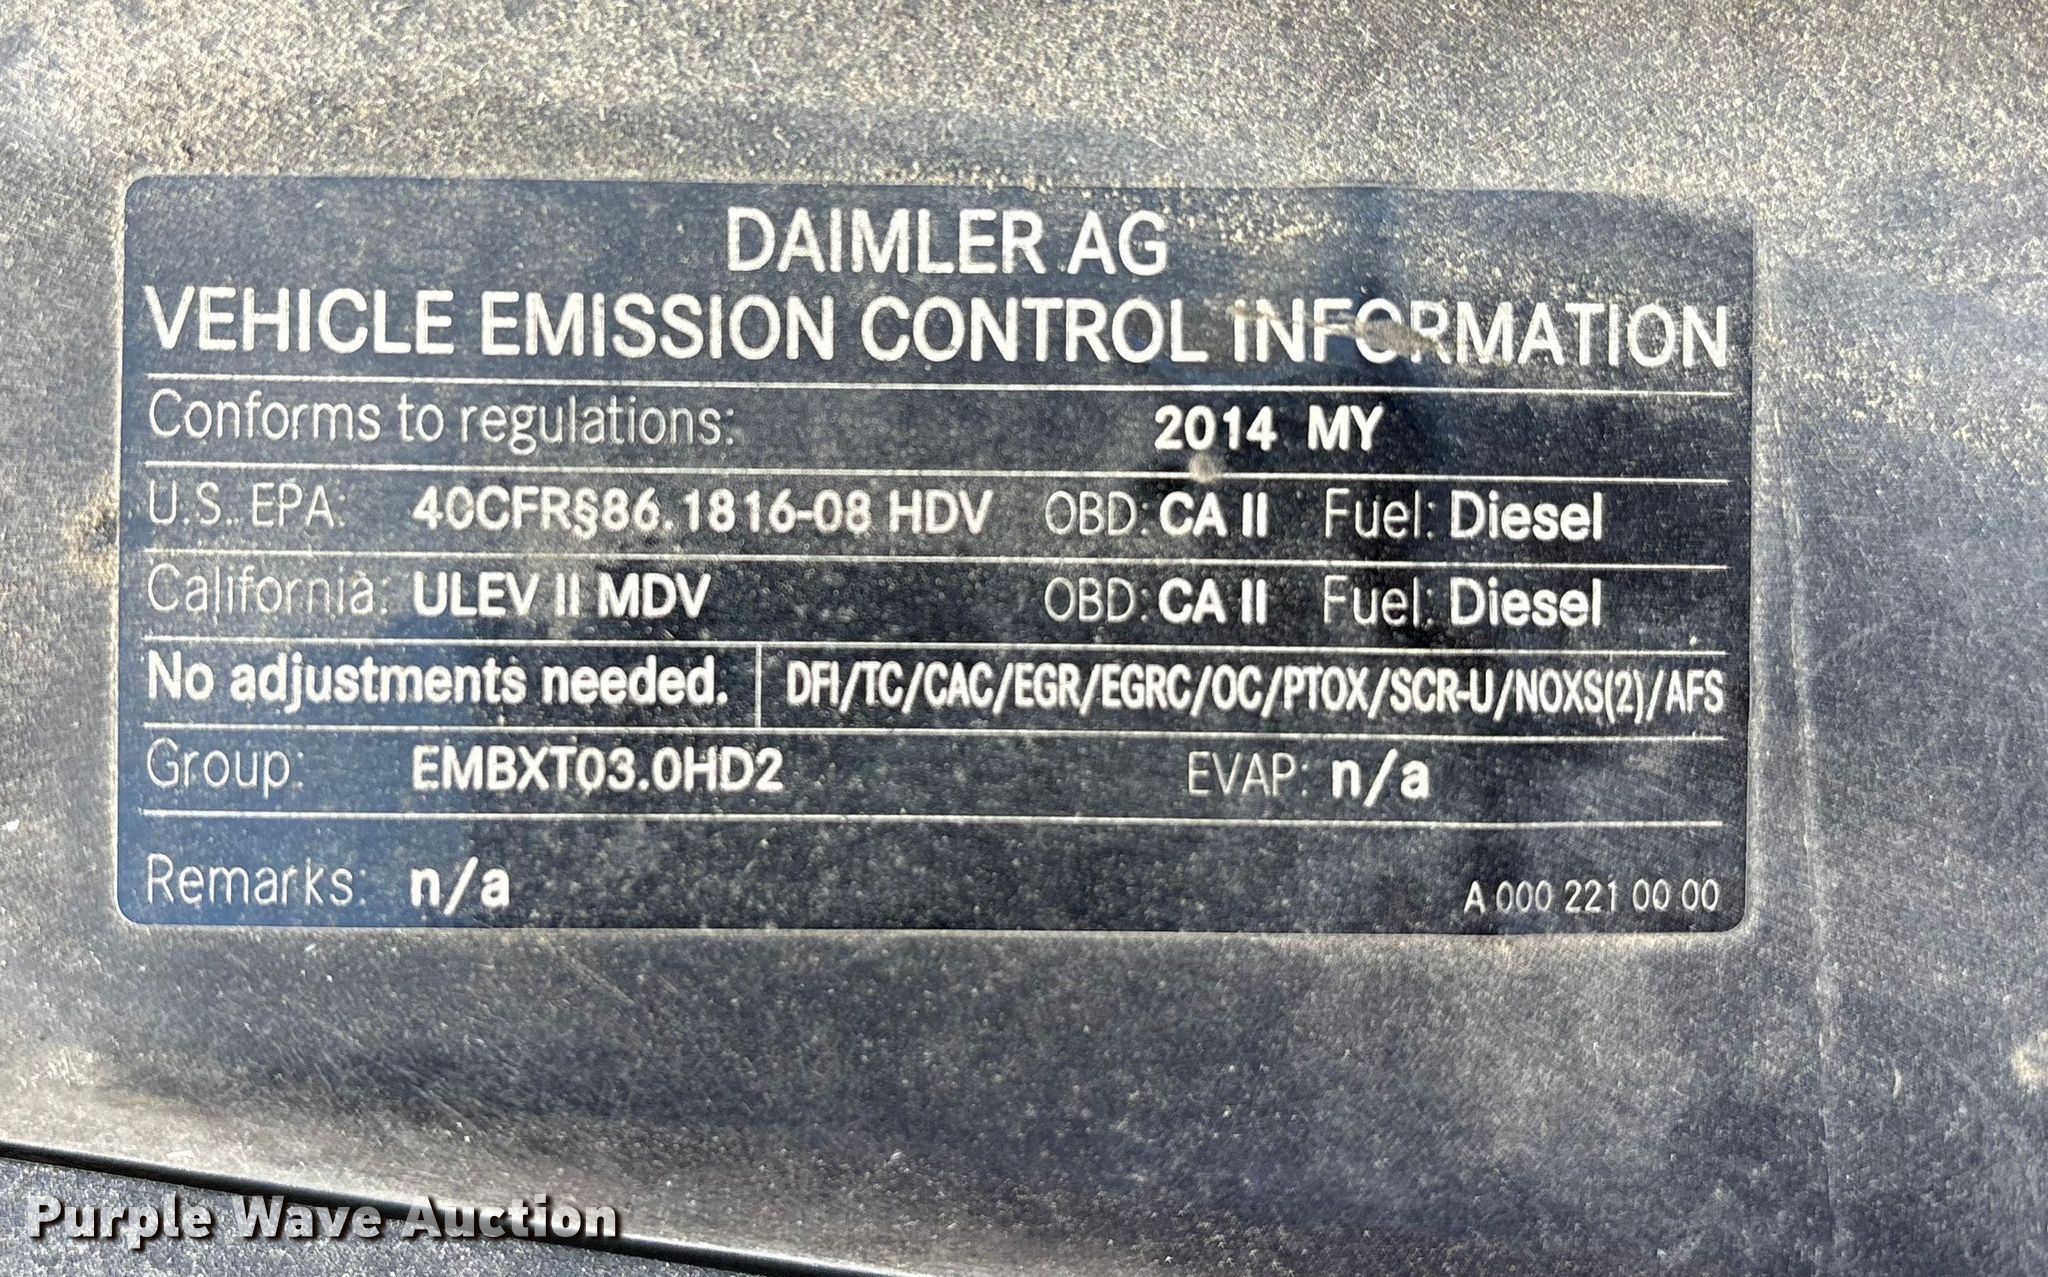 DAIMLER AG
VEHICLE EMISSION CONTROL INFORMATION
Conforms to regulations: 2014 MY
U.S. EPA: 40CFR§86.1816-08 HDV OBD: CA II Fuel: Diesel
California: ULEV II MDV OBD: CA II Fuel: Diesel
No adjustments needed. DFI/TC/CAC/EGR/EGRC/OC/PTOX/SCR-U/NOXS(2)/AFS
Group: EMBXT03.0HD2 EVAP: n/a
Remarks: n/a A 000 221 00 00
Purple Wave Auction